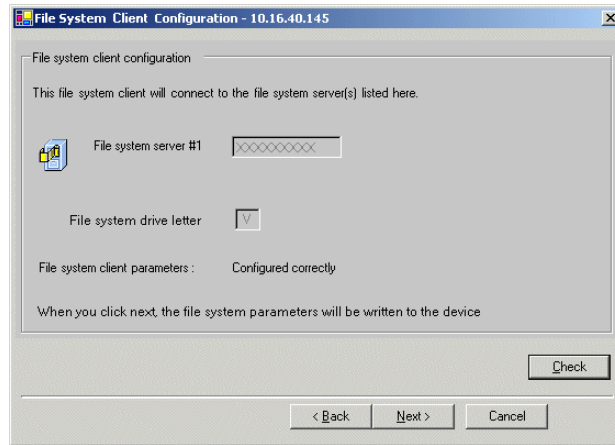 File System Client Configuration - 10.16.40.145
File system client configuration
This file system client will connect to the file system server(s) listed here.
File system server #1 XXXXXXXXXX
File system drive letter V
File system client parameters : Configured correctly
When you click next, the file system parameters will be written to the device
Check
< Back Next > Cancel